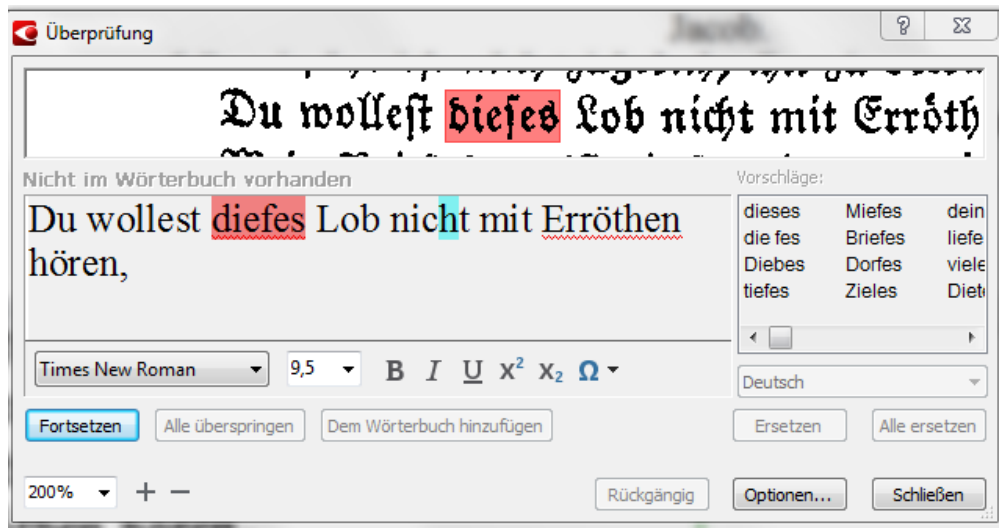 Jacob.
Überprüfung
Du wolleſt dieſes Lob nicht mit Erröth
Nicht im Wörterbuch vorhanden
Du wollest diefes Lob nicht mit Erröthen
hören,
Vorschläge:
dieses Miefes dein
die fes Briefes liefe
Diebes Dorfes viele
tiefes Zieles Diet
Times New Roman 9,5 B I U x² x₂ Ω
Deutsch
Fortsetzen Alle überspringen Dem Wörterbuch hinzufügen Ersetzen Alle ersetzen
200% + − Rückgängig Optionen... Schließen